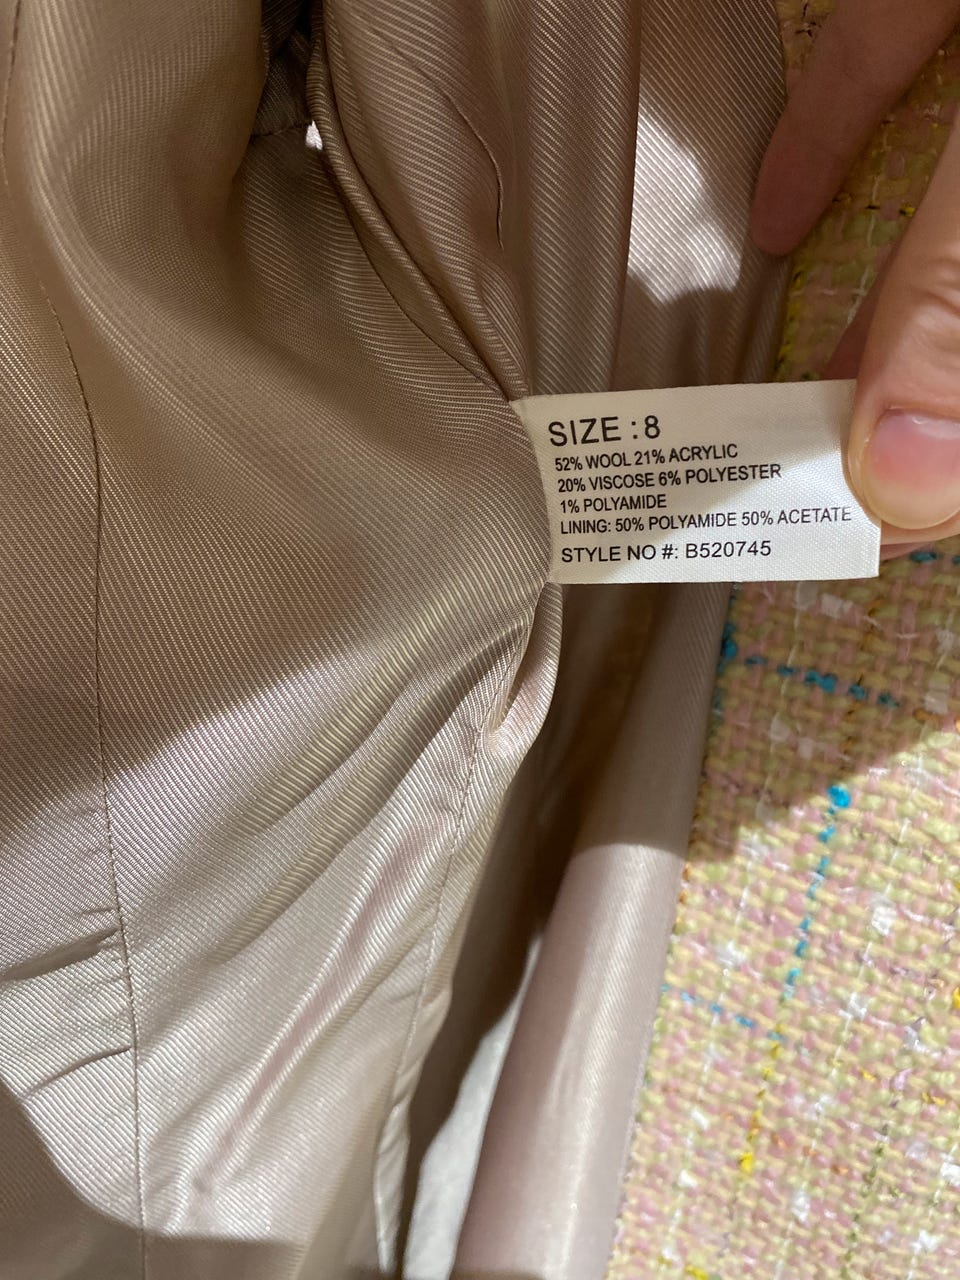 SIZE : 8
52% WOOL 21% ACRYLIC
20% VISCOSE 6% POLYESTER
1% POLYAMIDE
LINING: 50% POLYAMIDE 50% ACETATE
STYLE NO #: B520745